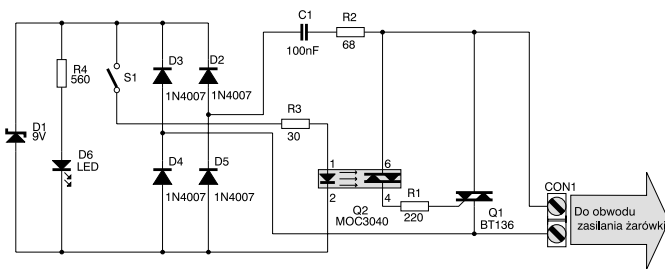 C1
100nF
R2
68
R4
560
S1
D3
1N4007
D2
1N4007
D1
9V
R3
30
D6
LED
D4
1N4007
D5
1N4007
1
2
6
4
Q2
MOC3040
R1
220
Q1
BT136
CON1
Do obwodu
zasilania żarówki